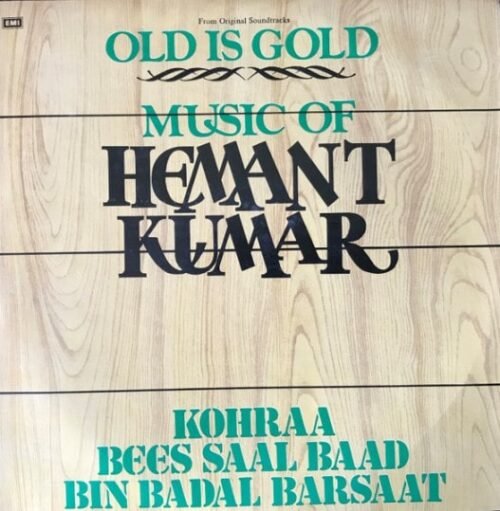 EMI
From Original Soundtracks
OLD IS GOLD
MUSIC OF
HEMANT
KUMAR
KOHRAA
BEES SAAL BAAD
BIN BADAL BARSAAT